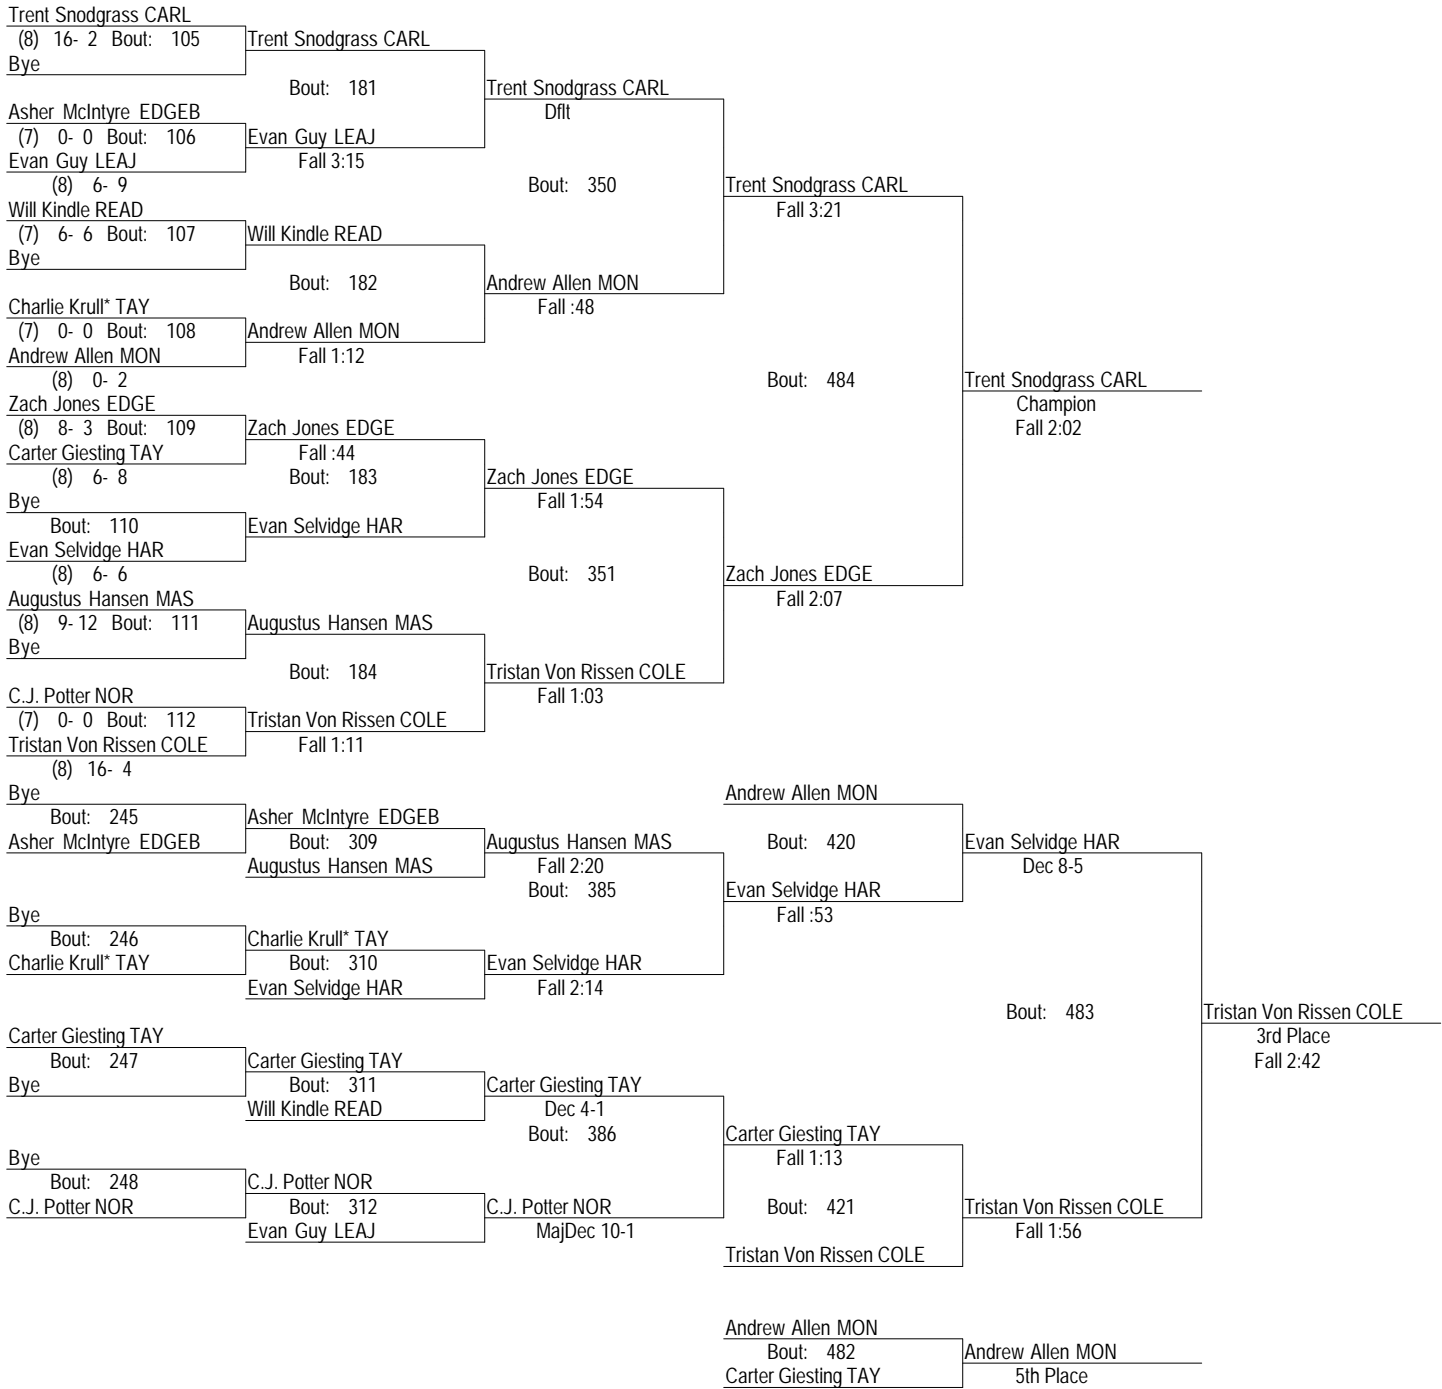 Trent Snodgrass CARL
(8) 16- 2 Bout: 105
Bye
Trent Snodgrass CARL
Bout: 181
Asher McIntyre EDGEB
(7) 0- 0 Bout: 106
Evan Guy LEAJ
(8) 6- 9
Evan Guy LEAJ
Fall 3:15
Trent Snodgrass CARL
Dflt
Bout: 350
Will Kindle READ
(7) 6- 6 Bout: 107
Bye
Will Kindle READ
Bout: 182
Charlie Krull* TAY
(7) 0- 0 Bout: 108
Andrew Allen MON
(8) 0- 2
Andrew Allen MON
Fall 1:12
Andrew Allen MON
Fall :48
Trent Snodgrass CARL
Fall 3:21
Bout: 484
Trent Snodgrass CARL
Champion
Fall 2:02
Zach Jones EDGE
(8) 8- 3 Bout: 109
Carter Giesting TAY
(8) 6- 8
Zach Jones EDGE
Fall :44
Bout: 183
Bye
Bout: 110
Evan Selvidge HAR
(8) 6- 6
Evan Selvidge HAR
Zach Jones EDGE
Fall 1:54
Bout: 351
Augustus Hansen MAS
(8) 9- 12 Bout: 111
Bye
Augustus Hansen MAS
Bout: 184
C.J. Potter NOR
(7) 0- 0 Bout: 112
Tristan Von Rissen COLE
(8) 16- 4
Tristan Von Rissen COLE
Fall 1:11
Tristan Von Rissen COLE
Fall 1:03
Zach Jones EDGE
Fall 2:07
Bye
Bout: 245
Asher McIntyre EDGEB
Asher McIntyre EDGEB
Bout: 309
Augustus Hansen MAS
Augustus Hansen MAS
Fall 2:20
Bout: 385
Bye
Bout: 246
Charlie Krull* TAY
Charlie Krull* TAY
Bout: 310
Evan Selvidge HAR
Evan Selvidge HAR
Fall 2:14
Andrew Allen MON
Bout: 420
Evan Selvidge HAR
Fall :53
Evan Selvidge HAR
Dec 8-5
Bout: 483
Tristan Von Rissen COLE
3rd Place
Fall 2:42
Carter Giesting TAY
Bout: 247
Bye
Carter Giesting TAY
Bout: 311
Will Kindle READ
Carter Giesting TAY
Dec 4-1
Bout: 386
Bye
Bout: 248
C.J. Potter NOR
C.J. Potter NOR
Bout: 312
Evan Guy LEAJ
C.J. Potter NOR
MajDec 10-1
Carter Giesting TAY
Fall 1:13
Bout: 421
Tristan Von Rissen COLE
Tristan Von Rissen COLE
Fall 1:56
Andrew Allen MON
Bout: 482
Carter Giesting TAY
Andrew Allen MON
5th Place